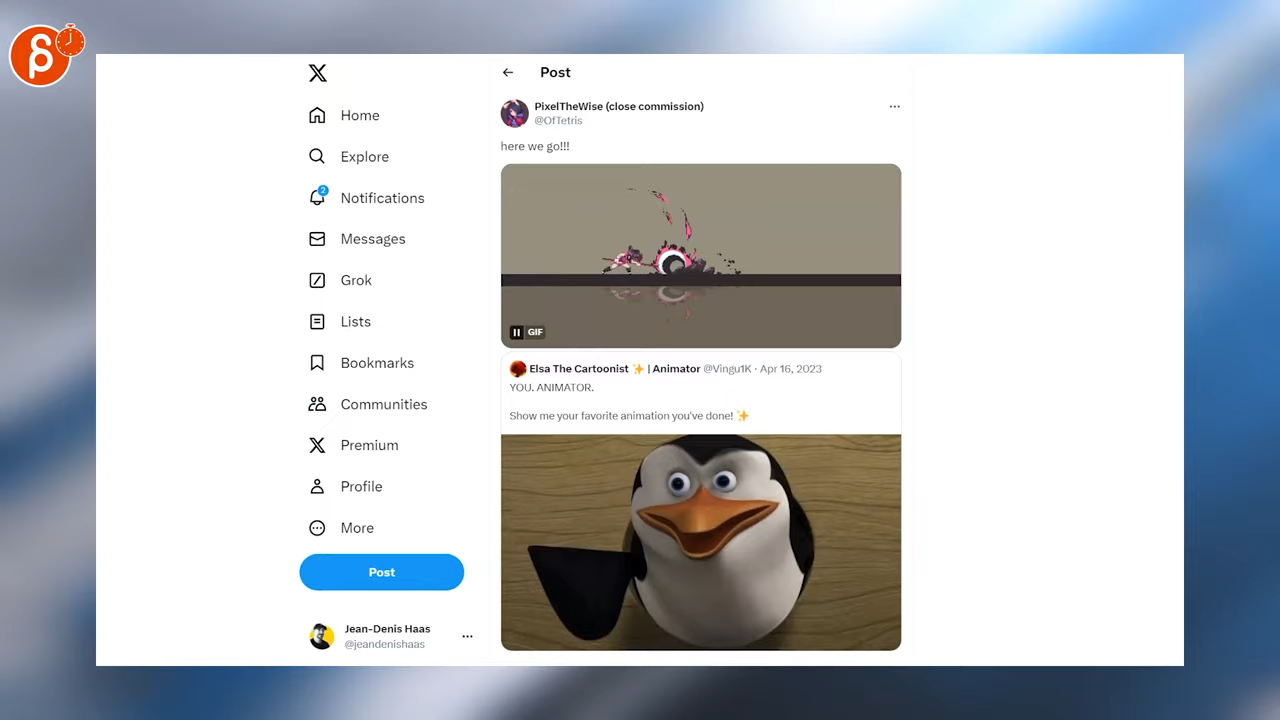 Post
PixelTheWise (close commission)
@OfTetris
here we go!!!
GIF
Elsa The Cartoonist ✨ | Animator @Vingu1K · Apr 16, 2023
YOU. ANIMATOR.
Show me your favorite animation you've done! ✨
Home
Explore
2
Notifications
Messages
Grok
Lists
Bookmarks
Communities
Premium
Profile
More
Post
Jean-Denis Haas
@jeandenishaas